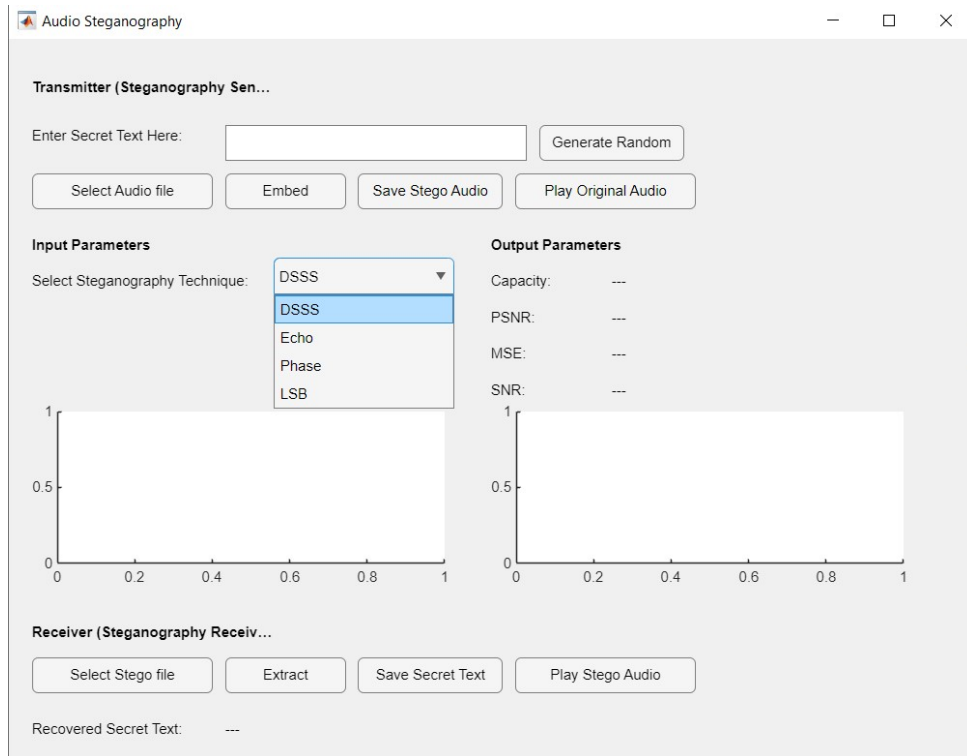 Audio Steganography
Transmitter (Steganography Sen...
Enter Secret Text Here:
Generate Random
Select Audio file
Embed
Save Stego Audio
Play Original Audio
Input Parameters
Output Parameters
Select Steganography Technique:
DSSS
Capacity:
---
DSSS
Echo
Phase
LSB
PSNR:
---
MSE:
---
SNR:
---
1
0.5
0
0 0.2 0.4 0.6 0.8 1
1
0.5
0
0 0.2 0.4 0.6 0.8 1
Receiver (Steganography Receiv...
Select Stego file
Extract
Save Secret Text
Play Stego Audio
Recovered Secret Text:
---